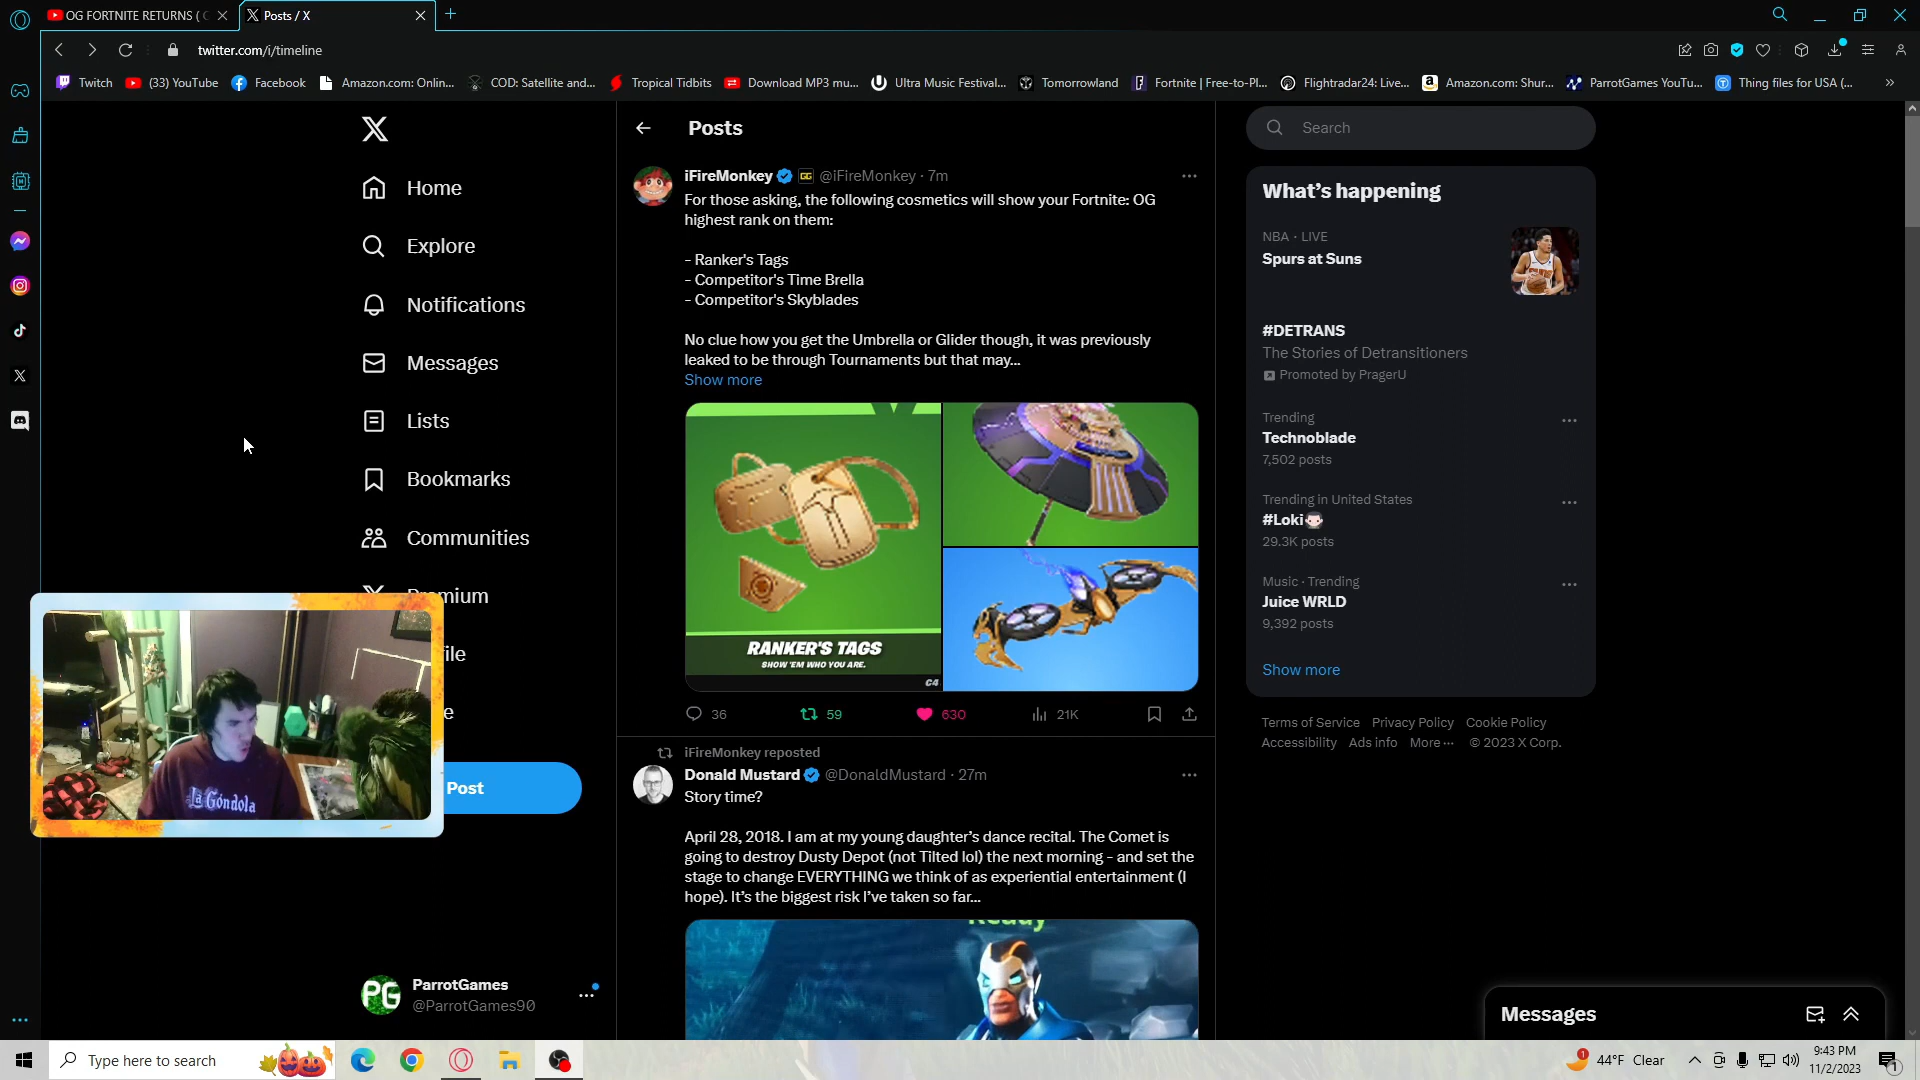 OG FORTNITE RETURNS (
Posts / X
twitter.com/i/timeline
Twitch
(33) YouTube
Facebook
Amazon.com: Onlin...
COD: Satellite and...
Tropical Tidbits
Download MP3 mu...
Ultra Music Festival...
Tomorrowland
Fortnite | Free-to-Pl...
Flightradar24: Live...
Amazon.com: Shur...
ParrotGames YouTu...
Thing files for USA (...
Home
Explore
Notifications
Messages
Lists
Bookmarks
Communities
Premium
file
e
Post
La Góndola
ParrotGames
@ParrotGames90
Posts
iFireMonkey GG @iFireMonkey · 7m
For those asking, the following cosmetics will show your Fortnite: OG
highest rank on them:
- Ranker's Tags
- Competitor's Time Brella
- Competitor's Skyblades
No clue how you get the Umbrella or Glider though, it was previously
leaked to be through Tournaments but that may...
Show more
RANKER'S TAGS
SHOW 'EM WHO YOU ARE.
C4
36
59
630
21K
iFireMonkey reposted
Donald Mustard @DonaldMustard · 27m
Story time?
April 28, 2018. I am at my young daughter's dance recital. The Comet is
going to destroy Dusty Depot (not Tilted lol) the next morning - and set the
stage to change EVERYTHING we think of as experiential entertainment (I
hope). It's the biggest risk I've taken so far...
Ready
Search
What's happening
NBA · LIVE
Spurs at Suns
#DETRANS
The Stories of Detransitioners
Promoted by PragerU
Trending
Technoblade
7,502 posts
Trending in United States
#Loki
29.3K posts
Music · Trending
Juice WRLD
9,392 posts
Show more
Terms of Service Privacy Policy Cookie Policy
Accessibility Ads info More ··· © 2023 X Corp.
Messages
Type here to search
1
44°F Clear
9:43 PM
11/2/2023
1